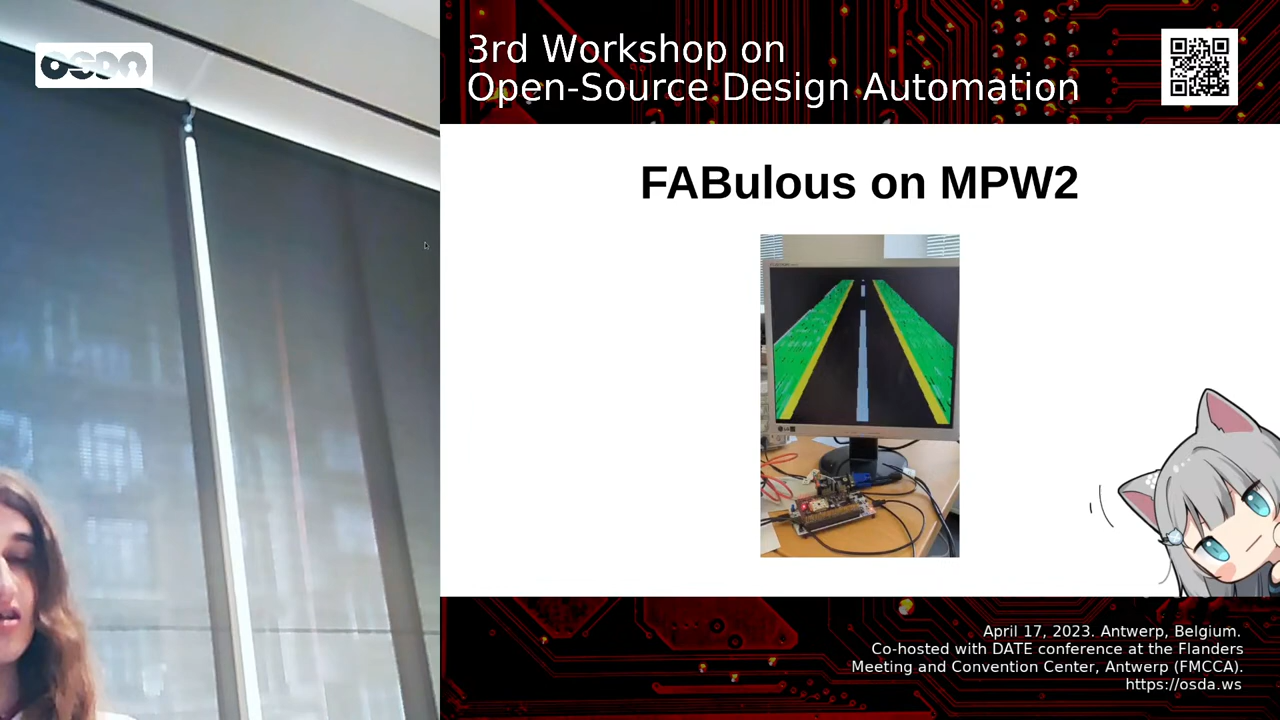 OSDA
3rd Workshop on
Open-Source Design Automation
FABulous on MPW2
April 17, 2023. Antwerp, Belgium.
Co-hosted with DATE conference at the Flanders
Meeting and Convention Center, Antwerp (FMCCA).
https://osda.ws